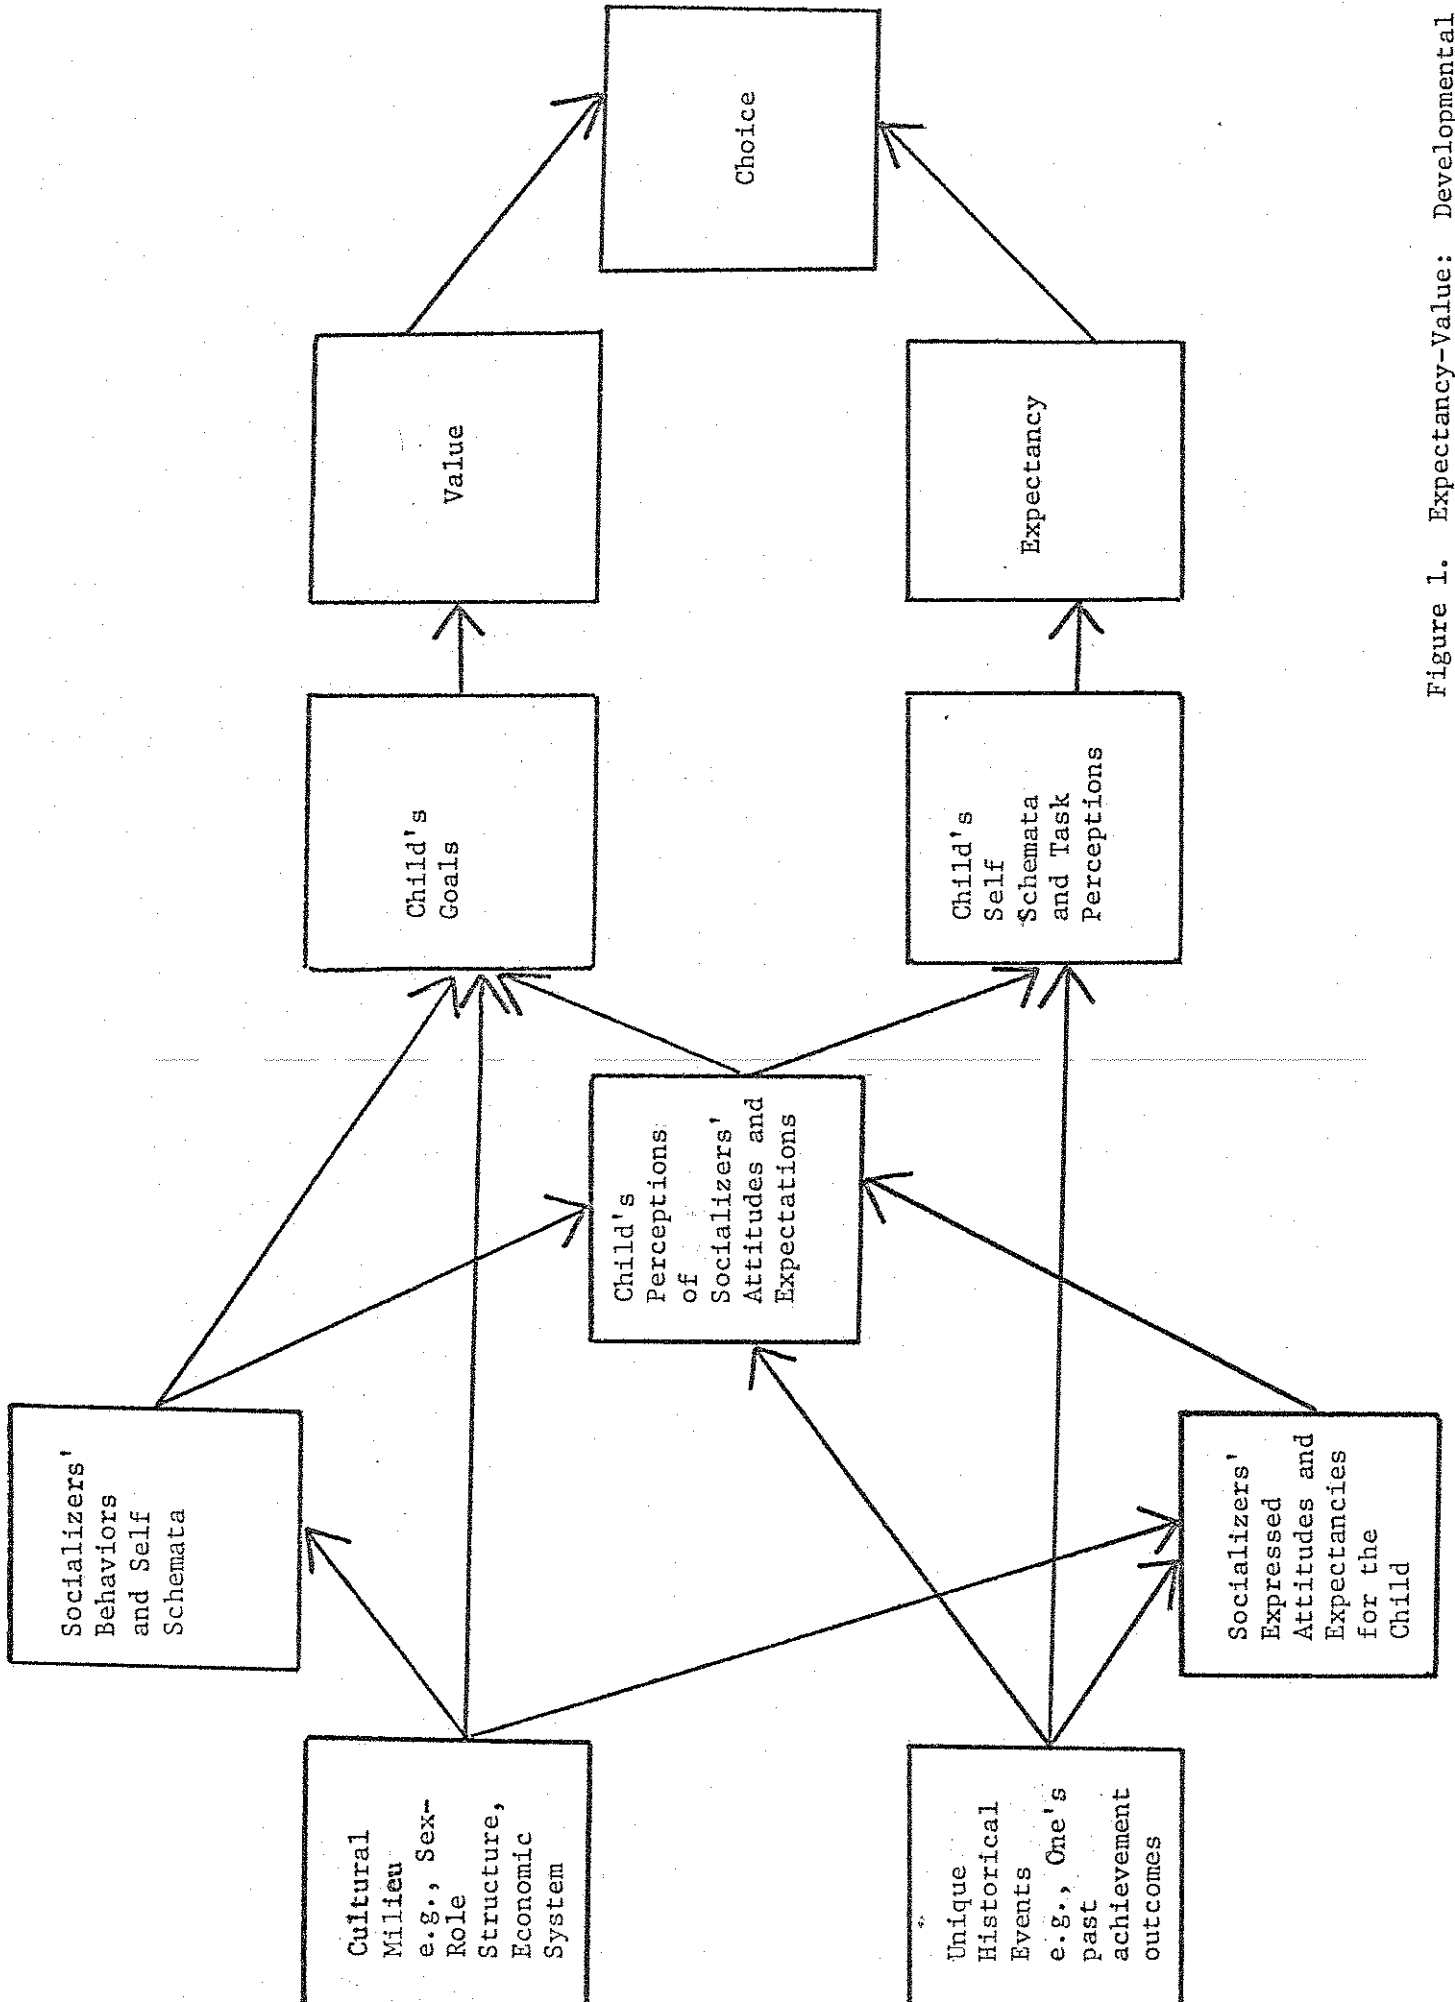 Cultural
Milieu
e.g., Sex-
Role
Structure,
Economic
System
Unique
Historical
Events
e.g., One's
past
achievement
outcomes
Socializers'
Behaviors
and Self
Schemata
Socializers'
Expressed
Attitudes and
Expectancies
for the
Child
Child's
Perceptions
of
Socializers'
Attitudes and
Expectations
Child's
Goals
Child's
Self
Schemata
and Task
Perceptions
Value
Expectancy
Choice
Figure 1. Expectancy-Value: Developmental